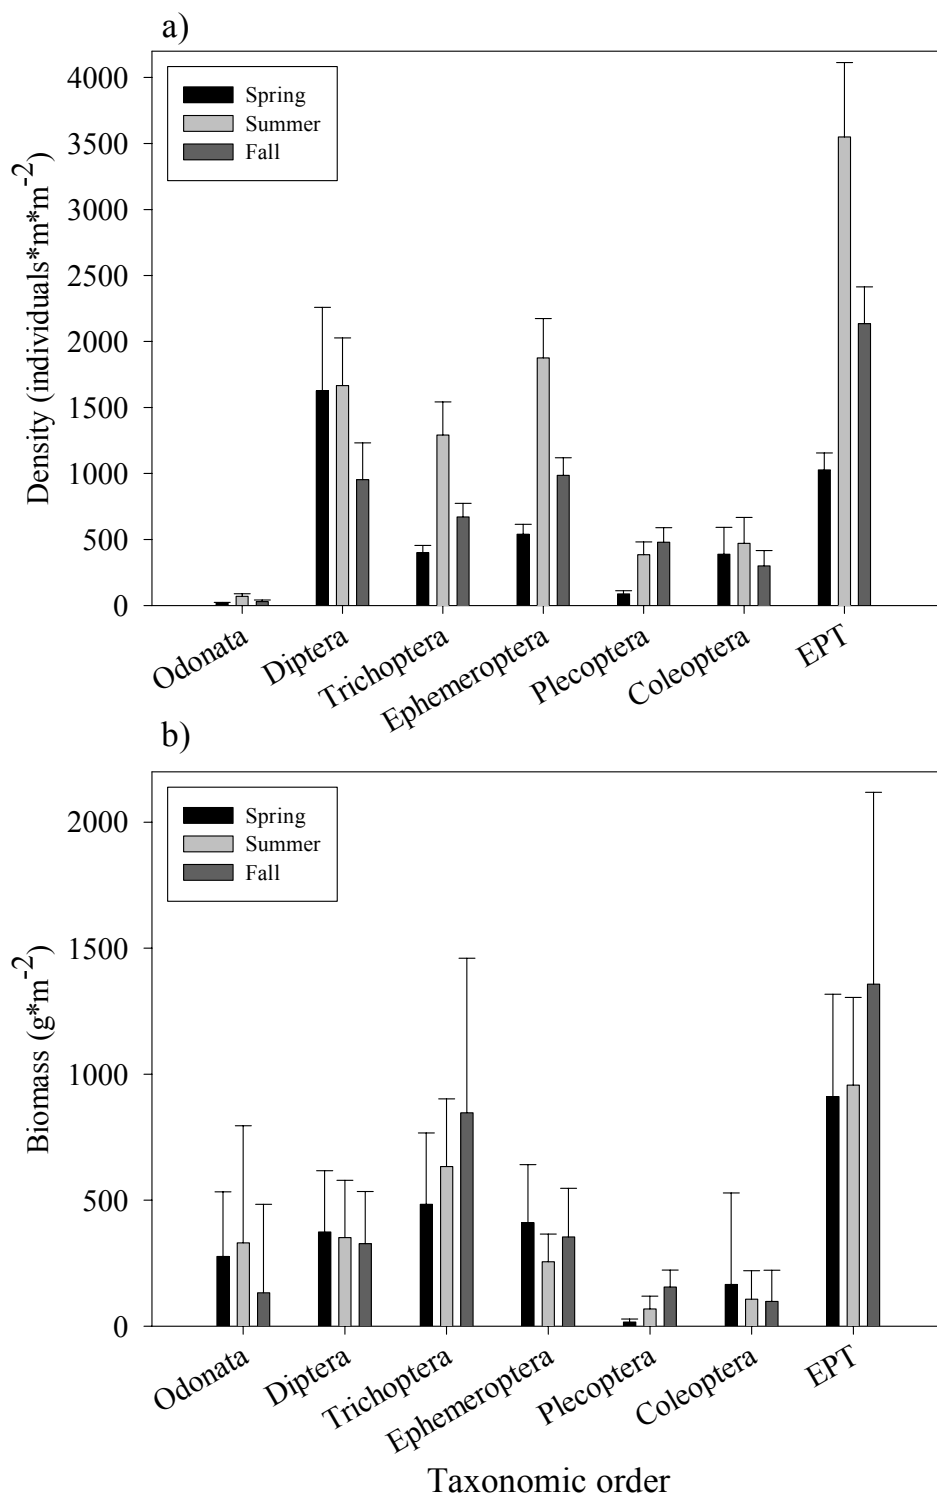 a)
4000
3500
3000
2500
2000
1500
1000
500
0
Density (individuals*m*m-2)
Spring
Summer
Fall
Odonata
Diptera
Trichoptera
Ephemeroptera
Plecoptera
Coleoptera
EPT
b)
2000
1500
1000
500
0
Biomass (g*m-2)
Spring
Summer
Fall
Odonata
Diptera
Trichoptera
Ephemeroptera
Plecoptera
Coleoptera
EPT
Taxonomic order